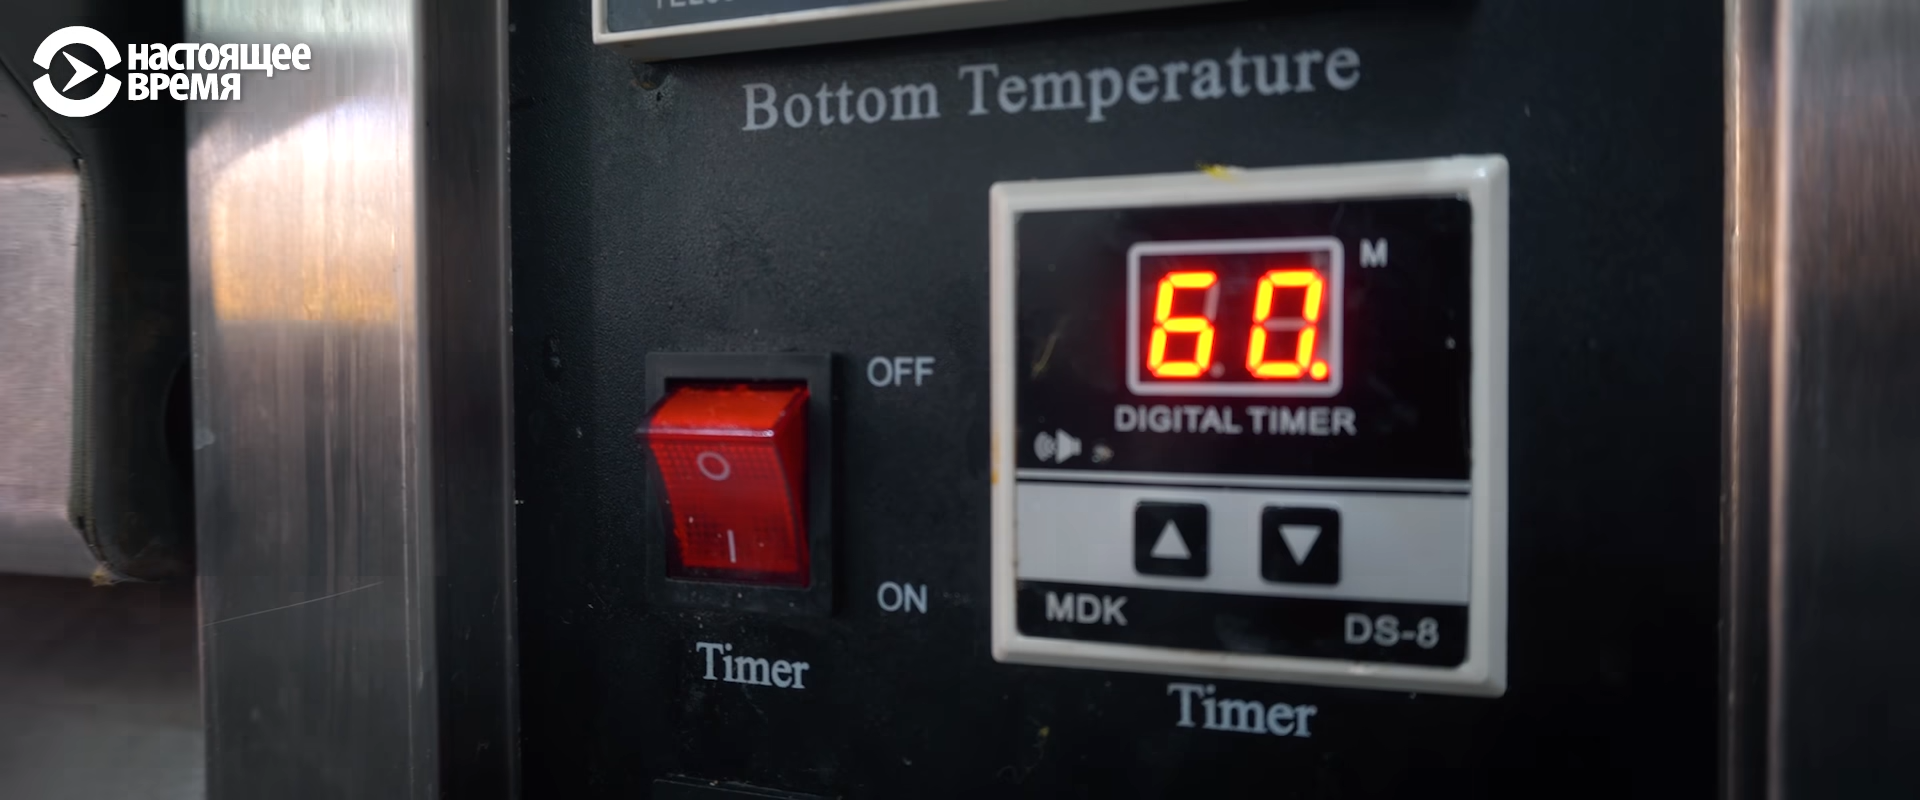 настоящее
время
Bottom Temperature
60.
M
DIGITAL TIMER
OFF
ON
Timer
MDK
DS-8
Timer